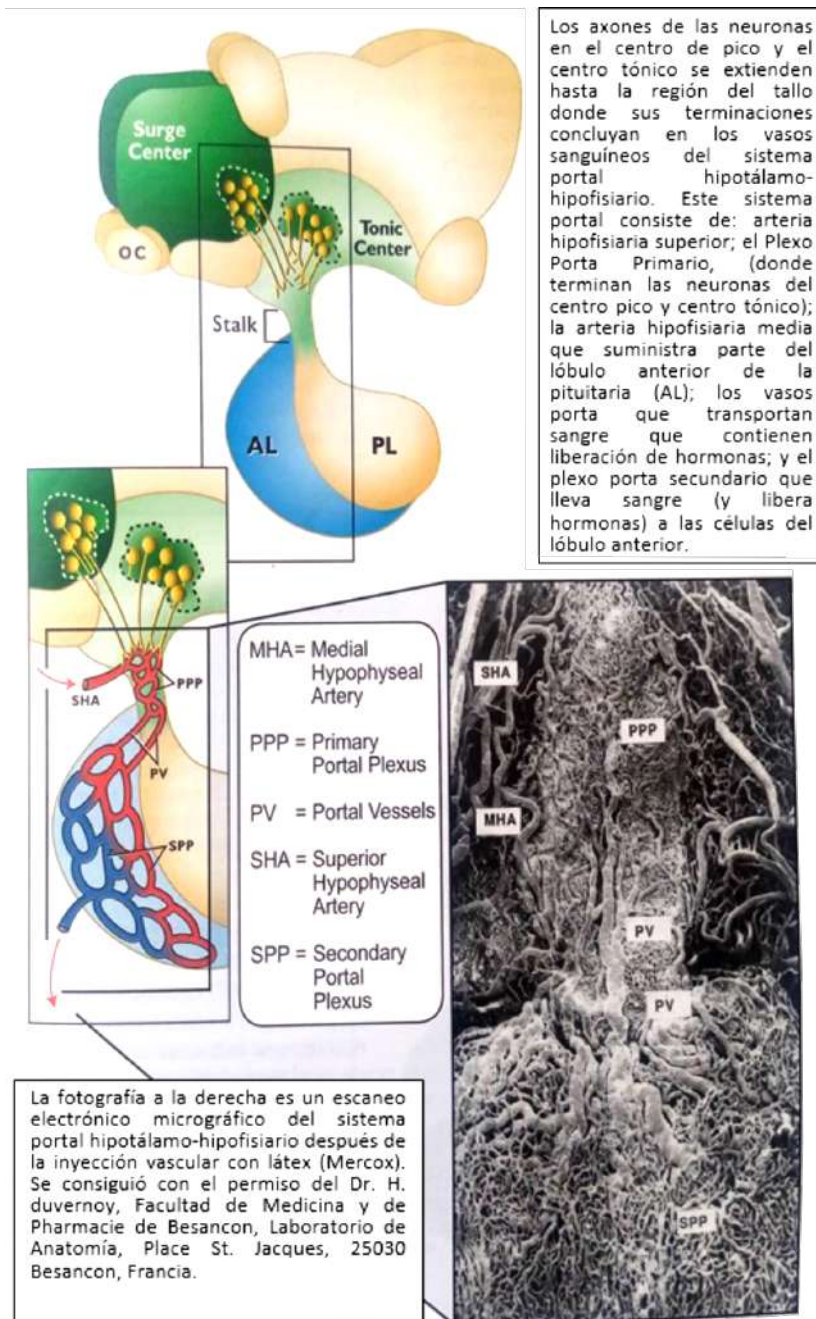 Surge
Center
OC
Tonic
Center
Stalk
AL
PL
Los axones de las neuronas
en el centro de pico y el
centro tónico se extienden
hasta la región del tallo
donde sus terminaciones
concluyan en los vasos
sanguíneos del sistema
portal hipotálamo-
hipofisiario. Este sistema
portal consiste de: arteria
hipofisiaria superior; el Plexo
Porta Primario, (donde
terminan las neuronas del
centro pico y centro tónico);
la arteria hipofisiaria media
que suministra parte del
lóbulo anterior de la
pituitaria (AL); los vasos
porta que transportan
sangre que contienen
liberación de hormonas; y el
plexo porta secundario que
lleva sangre (y libera
hormonas) a las células del
lóbulo anterior.
SHA
PPP
PV
SPP
MHA = Medial
Hypophyseal
Artery
PPP = Primary
Portal Plexus
PV = Portal Vessels
SHA = Superior
Hypophyseal
Artery
SPP = Secondary
Portal
Plexus
SHA
PPP
MHA
PV
PV
SPP
La fotografía a la derecha es un escaneo
electrónico micrográfico del sistema
portal hipotálamo-hipofisiario después de
la inyección vascular con látex (Mercox).
Se consiguió con el permiso del Dr. H.
duvernoy, Facultad de Medicina y de
Pharmacie de Besancon, Laboratorio de
Anatomía, Place St. Jacques, 25030
Besancon, Francia.